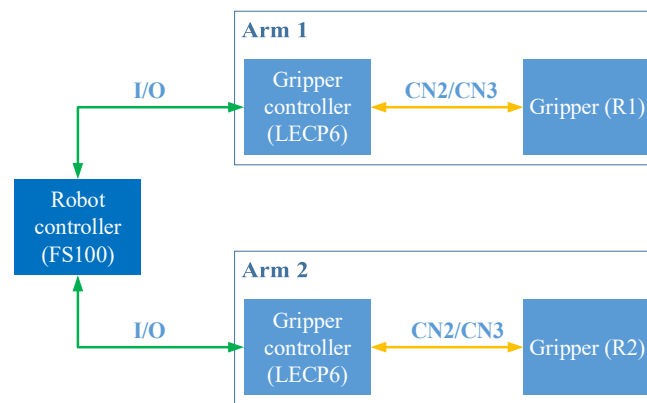 Arm 1
I/O
Gripper
controller
(LECP6)
CN2/CN3
Gripper (R1)
Robot
controller
(FS100)
Arm 2
I/O
Gripper
controller
(LECP6)
CN2/CN3
Gripper (R2)